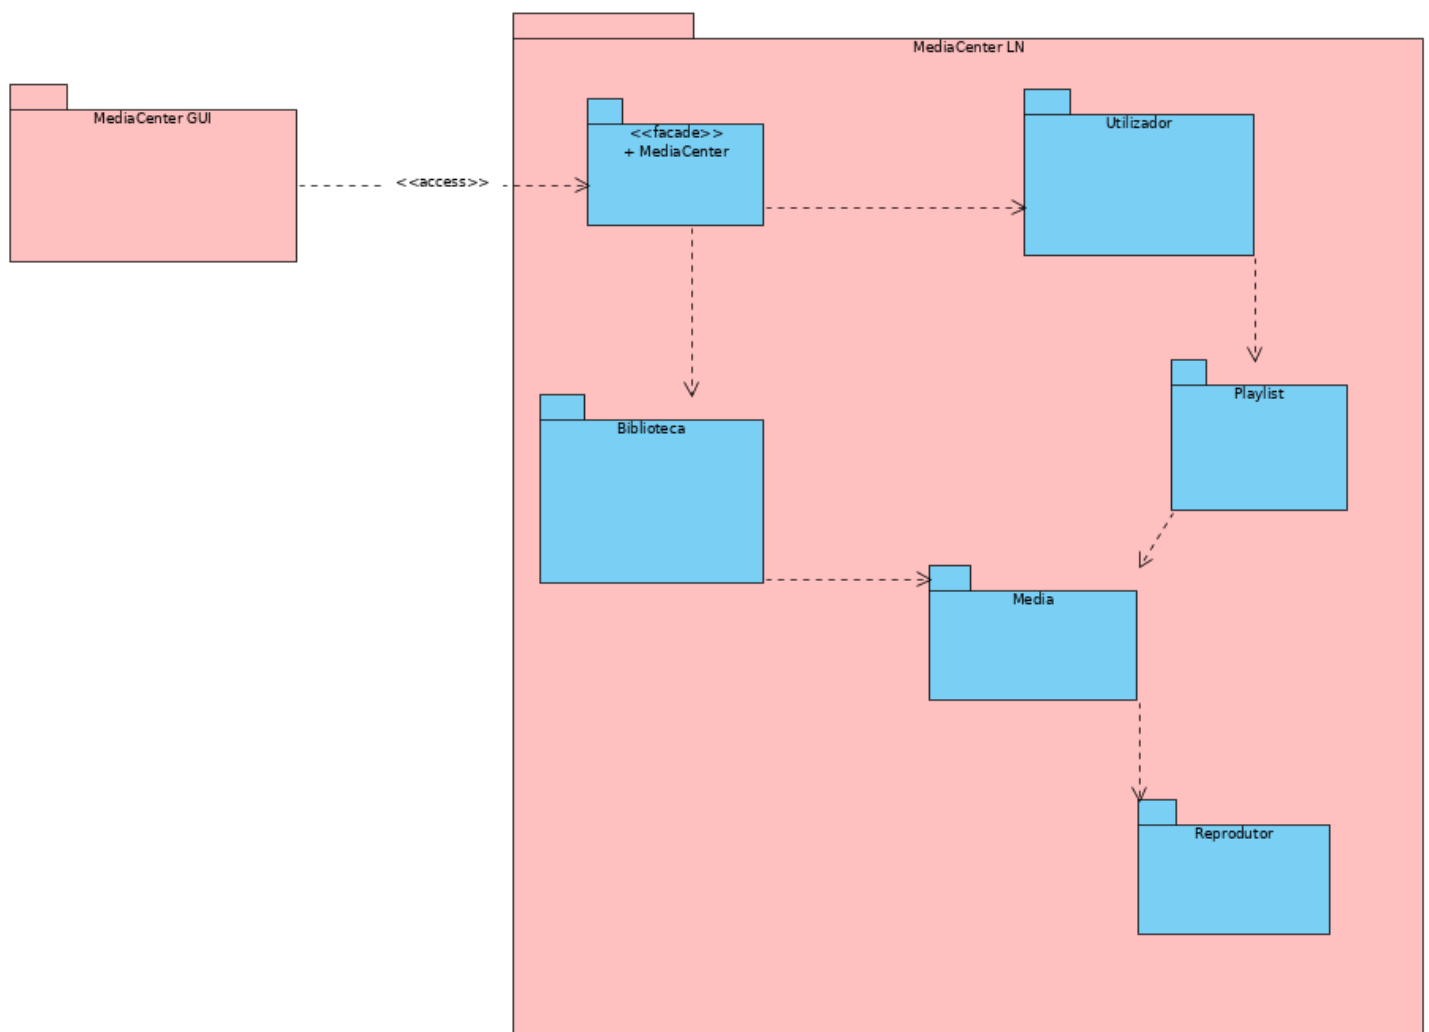 MediaCenter LN
MediaCenter GUI
<<facade>>
+ MediaCenter
Utilizador
<<access>>
Playlist
Biblioteca
Media
Reprodutor